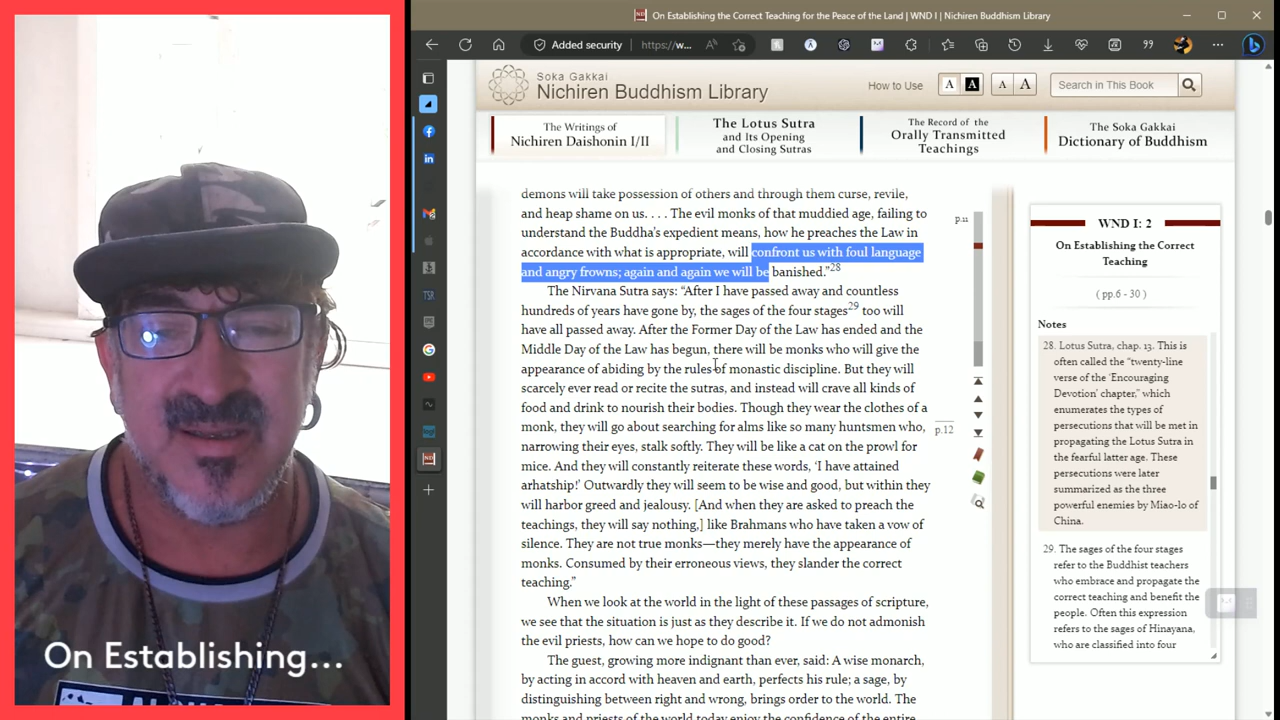 On Establishing the Correct Teaching for the Peace of the Land | WND I | Nichiren Buddhism Library
Added security
https://w...
Soka Gakkai
Nichiren Buddhism Library
How to Use
A A
A A
Search in This Book
The Writings of
Nichiren Daishonin I/II
The Lotus Sutra
and Its Opening
and Closing Sutras
The Record of the
Orally Transmitted
Teachings
The Soka Gakkai
Dictionary of Buddhism
demons will take possession of others and through them curse, revile,
and heap shame on us. . . . The evil monks of that muddied age, failing to
understand the Buddha's expedient means, how he preaches the Law in
accordance with what is appropriate, will confront us with foul language
and angry frowns; again and again we will be banished.”28
The Nirvana Sutra says: “After I have passed away and countless
hundreds of years have gone by, the sages of the four stages29 too will
have all passed away. After the Former Day of the Law has ended and the
Middle Day of the Law has begun, there will be monks who will give the
appearance of abiding by the rules of monastic discipline. But they will
scarcely ever read or recite the sutras, and instead will crave all kinds of
food and drink to nourish their bodies. Though they wear the clothes of a
monk, they will go about searching for alms like so many huntsmen who,
narrowing their eyes, stalk softly. They will be like a cat on the prowl for
mice. And they will constantly reiterate these words, ‘I have attained
arhatship!’ Outwardly they will seem to be wise and good, but within they
will harbor greed and jealousy. [And when they are asked to preach the
teachings, they will say nothing,] like Brahmans who have taken a vow of
silence. They are not true monks—they merely have the appearance of
monks. Consumed by their erroneous views, they slander the correct
teaching.”
When we look at the world in the light of these passages of scripture,
we see that the situation is just as they describe it. If we do not admonish
the evil priests, how can we hope to do good?
The guest, growing more indignant than ever, said: A wise monarch,
by acting in accord with heaven and earth, perfects his rule; a sage, by
distinguishing between right and wrong, brings order to the world. The
monks and priests of the world today enjoy the confidence of the entire
p.11
p.12
WND I: 2
On Establishing the Correct
Teaching
( pp.6 - 30 )
Notes
28. Lotus Sutra, chap. 13. This is
often called the “twenty-line
verse of the ‘Encouraging
Devotion’ chapter,” which
enumerates the types of
persecutions that will be met in
propagating the Lotus Sutra in
the fearful latter age. These
persecutions were later
summarized as the three
powerful enemies by Miao-lo of
China.
29. The sages of the four stages
refer to the Buddhist teachers
who embrace and propagate the
correct teaching and benefit the
people. Often this expression
refers to the sages of Hinayana,
who are classified into four
TSR
On Establishing...